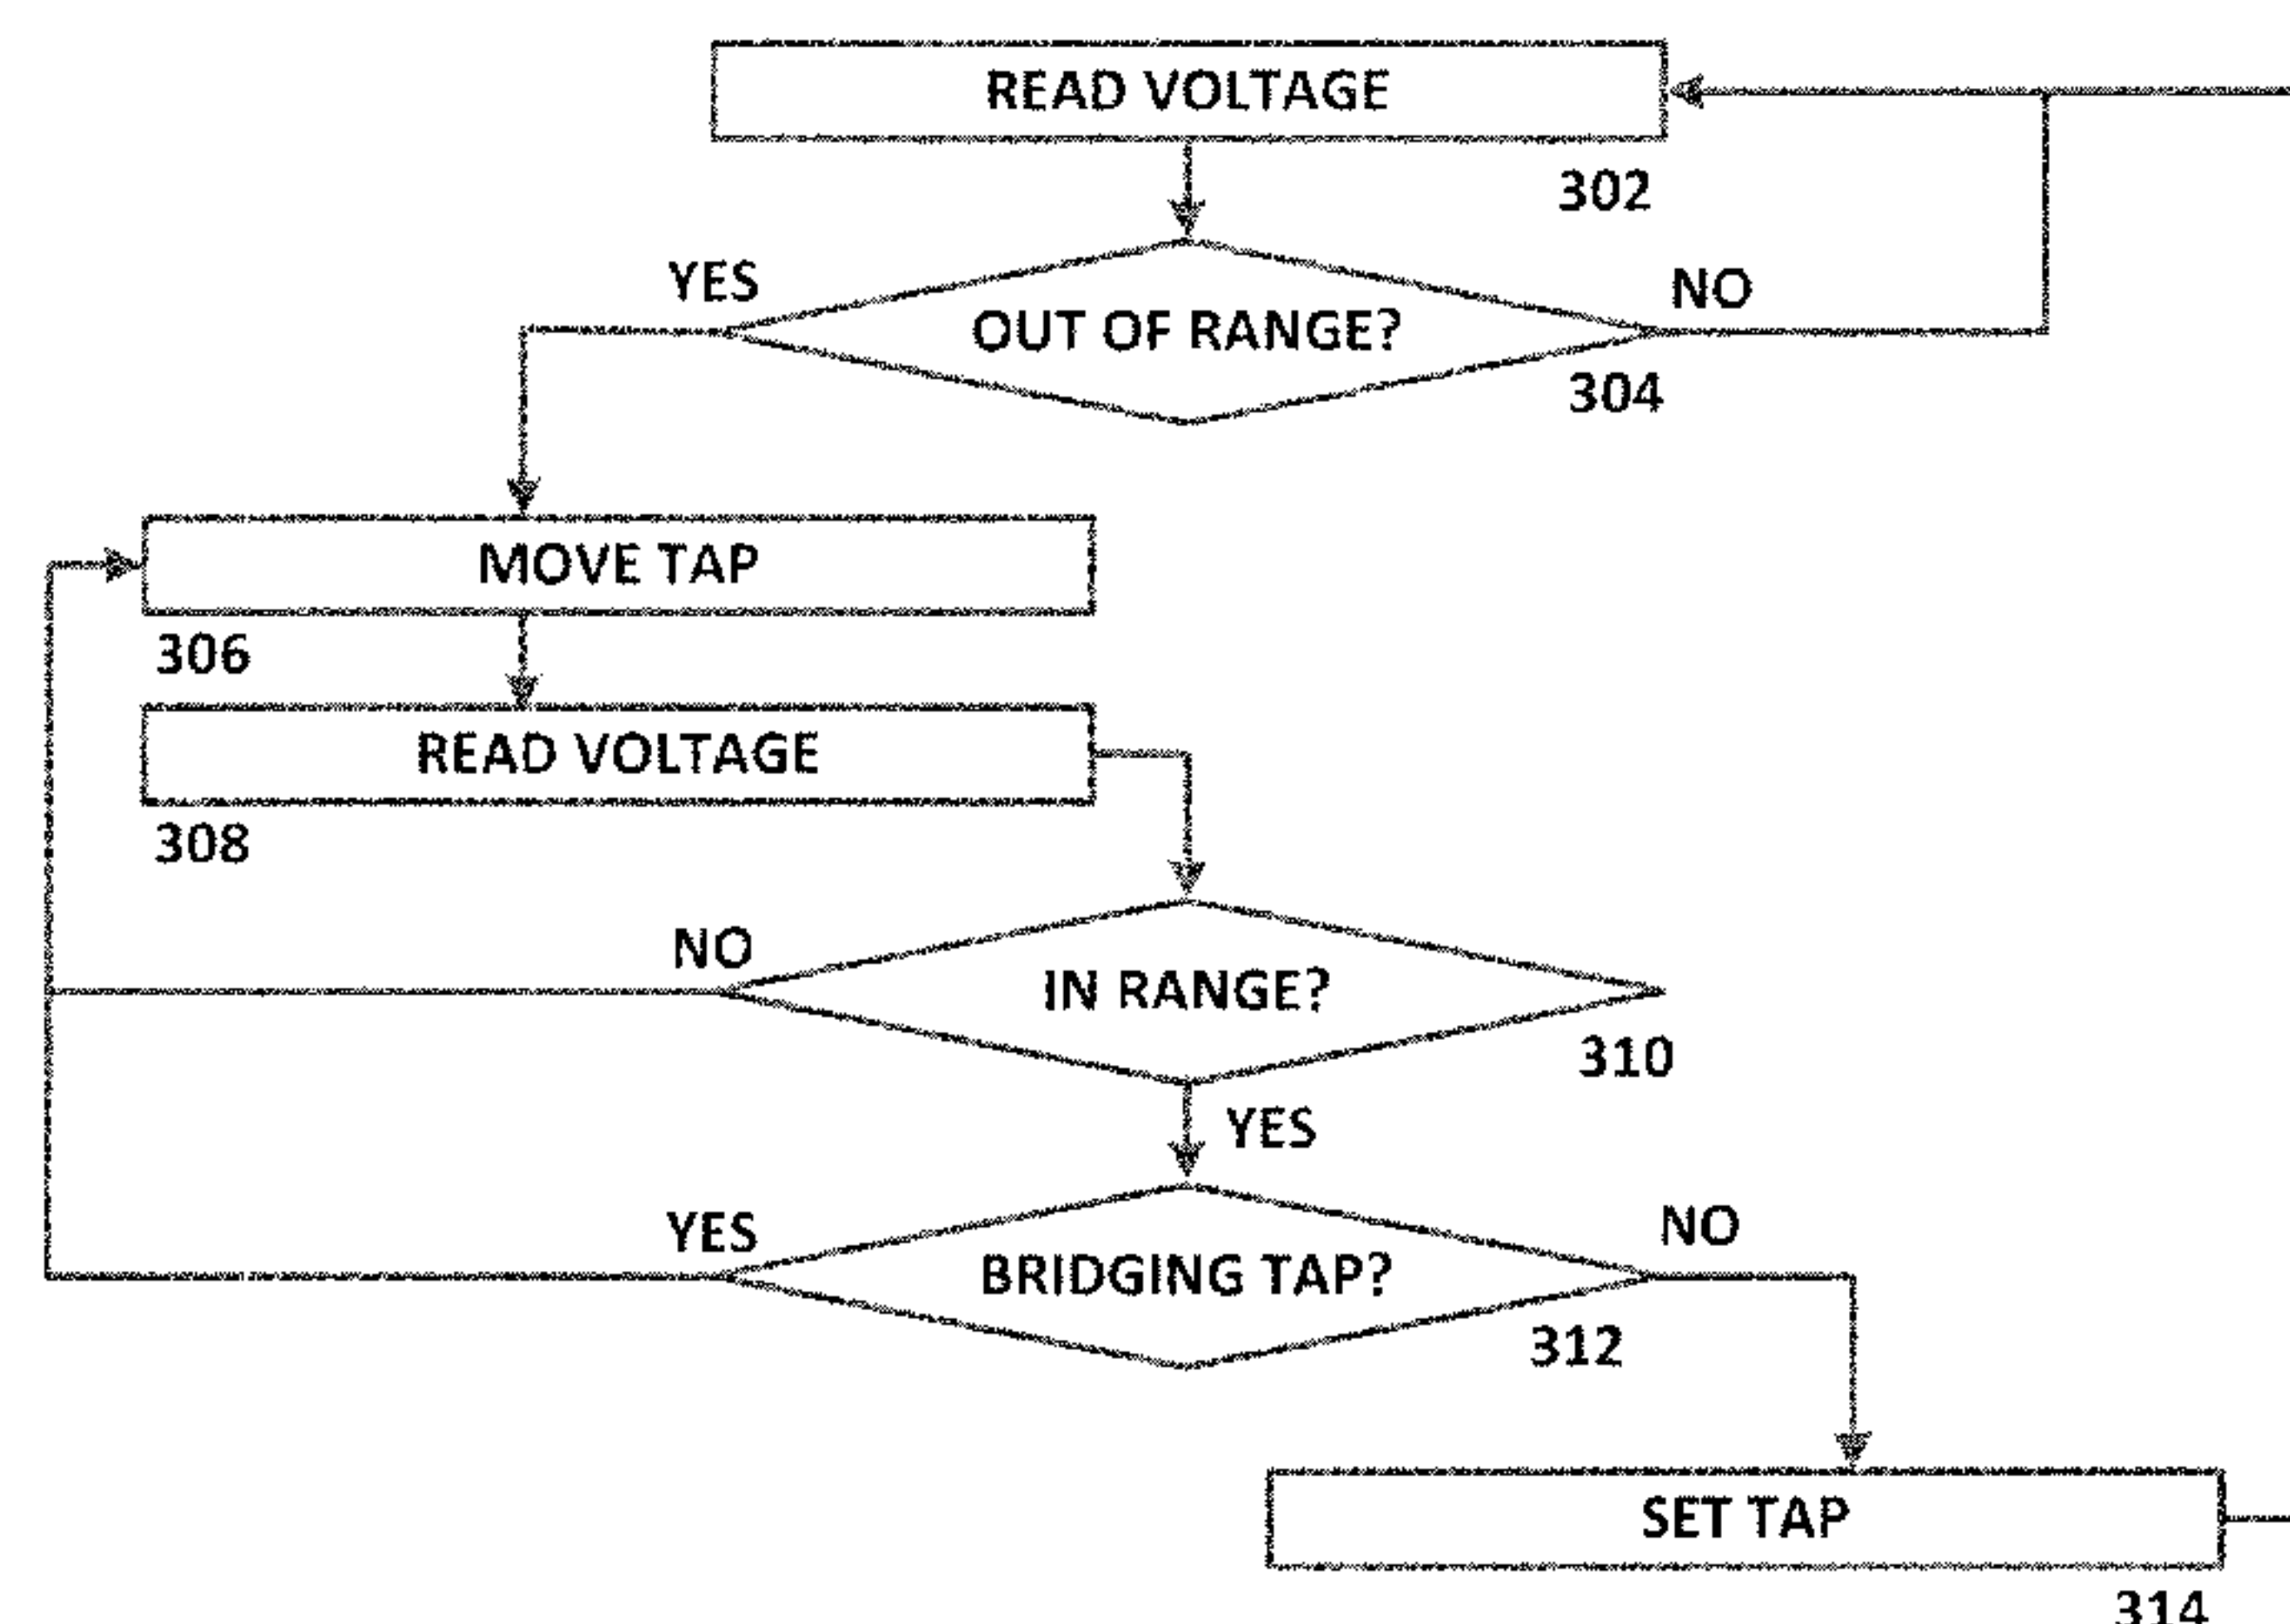 READ VOLTAGE
302
YES
NO
OUT OF RANGE?
304
MOVE TAP
306
READ VOLTAGE
308
NO
IN RANGE?
310
YES
YES
NO
BRIDGING TAP?
312
SET TAP
314